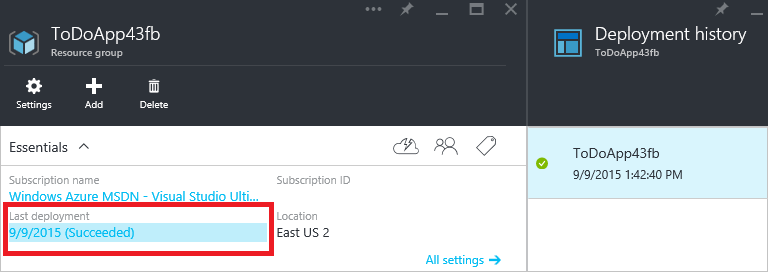 ToDoApp43fb
Resource group
Settings
Add
Delete
Essentials
Subscription name
Windows Azure MSDN - Visual Studio Ulti...
Subscription ID
Last deployment
9/9/2015 (Succeeded)
Location
East US 2
All settings
Deployment history
ToDoApp43fb
ToDoApp43fb
9/9/2015 1:42:40 PM